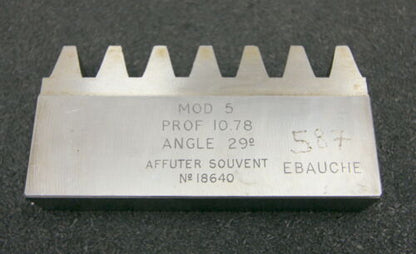 MOD 5
PROF 10.78
ANGLE 29º
587
AFFUTER SOUVENT
EBAUCHE
Nº 18640